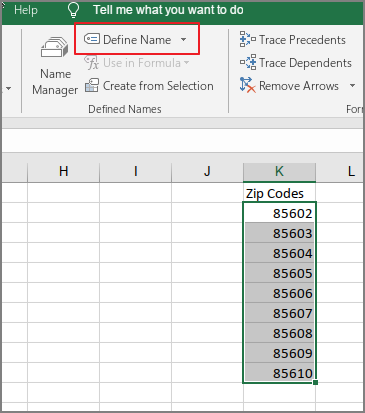 Help Tell me what you want to do
Name Manager
Define Name
Use in Formula
Create from Selection
Defined Names
Trace Precedents
Trace Dependents
Remove Arrows
For
H I J K L
Zip Codes
85602
85603
85604
85605
85606
85607
85608
85609
85610